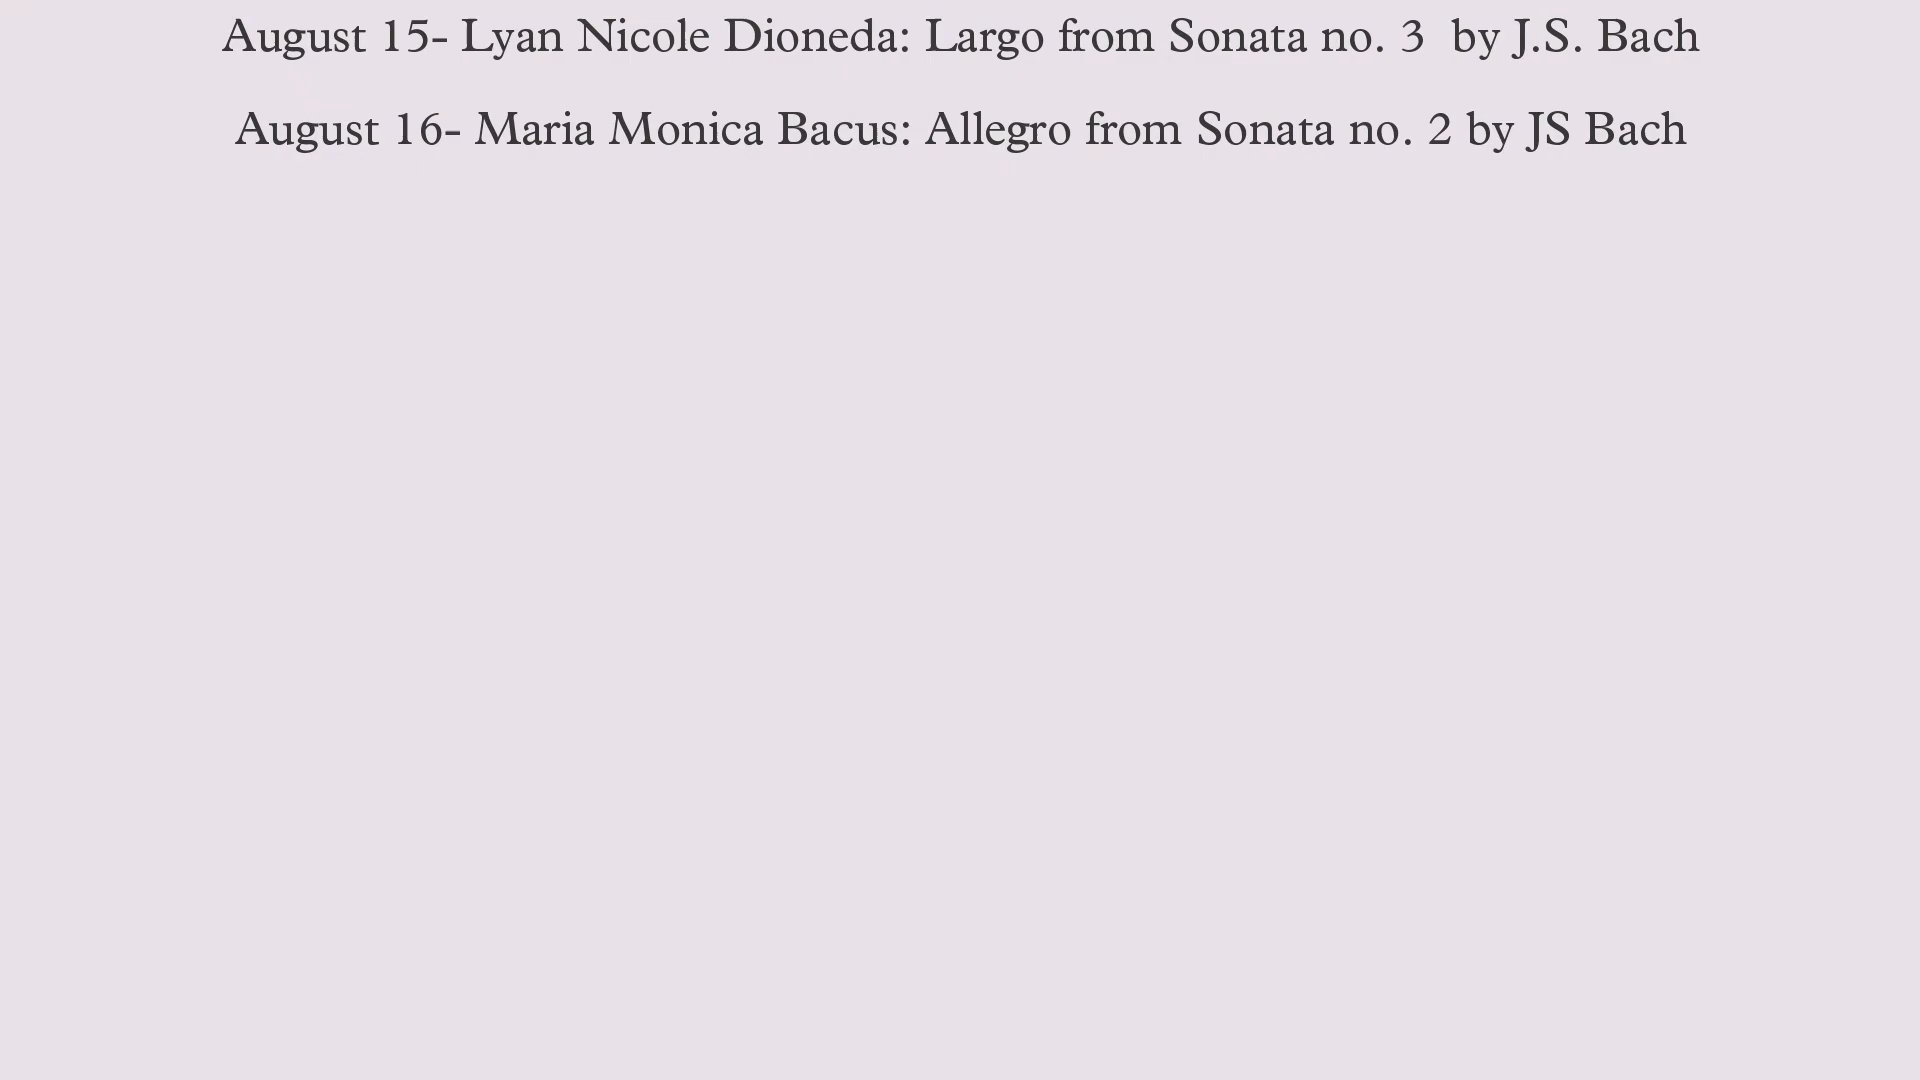 August 15- Lyan Nicole Dioneda: Largo from Sonata no. 3  by J.S. Bach
August 16- Maria Monica Bacus: Allegro from Sonata no. 2 by JS Bach